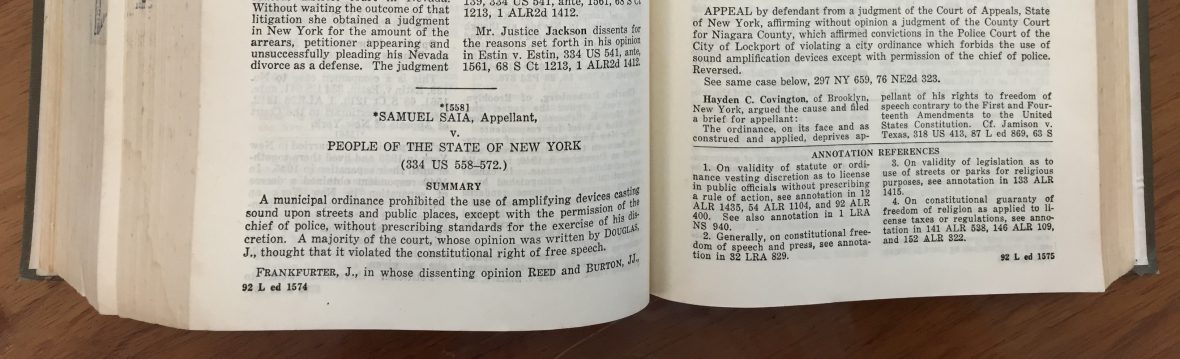 Without waiting the outcome of that
litigation she obtained a judgment
in New York for the amount of the
arrears, petitioner appearing and
unsuccessfully pleading his Nevada
divorce as a defense. The judgment
139, 334 US 541, ante, 1561, 68 S Ct
1213, 1 ALR2d 1412.
Mr. Justice Jackson dissents for
the reasons set forth in his opinion
in Estin v. Estin, 334 US 541, ante,
1561, 68 S Ct 1213, 1 ALR2d 1412.
*[558]
*SAMUEL SAIA, Appellant,
v.
PEOPLE OF THE STATE OF NEW YORK
(334 US 558-572.)
SUMMARY
A municipal ordinance prohibited the use of amplifying devices casting
sound upon streets and public places, except with the permission of the
chief of police, without prescribing standards for the exercise of his dis-
cretion. A majority of the court, whose opinion was written by DOUGLAS,
J., thought that it violated the constitutional right of free speech.
FRANKFURTER, J., in whose dissenting opinion REED and BURTON, JJ.,
92 L ed 1574
APPEAL by defendant from a judgment of the Court of Appeals, State
of New York, affirming without opinion a judgment of the County Court
for Niagara County, which affirmed convictions in the Police Court of the
City of Lockport of violating a city ordinance which forbids the use of
sound amplification devices except with permission of the chief of police.
Reversed.
See same case below, 297 NY 659, 76 NE2d 323.
Hayden C. Covington, of Brooklyn,
New York, argued the cause and filed
a brief for appellant:
The ordinance, on its face and as
construed and applied, deprives ap-
pellant of his rights to freedom of
speech contrary to the First and Four-
teenth Amendments to the United
States Constitution. Cf. Jamison v.
Texas, 318 US 413, 87 L ed 869, 63 S
ANNOTATION REFERENCES
1. On validity of statute or ordi-
nance vesting discretion as to license
in public officials without prescribing
a rule of action, see annotation in 12
ALR 1435, 54 ALR 1104, and 92 ALR
400. See also annotation in 1 LRA
NS 940.
2. Generally, on constitutional free-
dom of speech and press, see annota-
tion in 32 LRA 829.
3. On validity of legislation as to
use of streets or parks for religious
purposes, see annotation in 133 ALR
1415.
4. On constitutional guaranty of
freedom of religion as applied to li-
cense taxes or regulations, see anno-
tation in 141 ALR 538, 146 ALR 109,
and 152 ALR 322.
92 L ed 1575